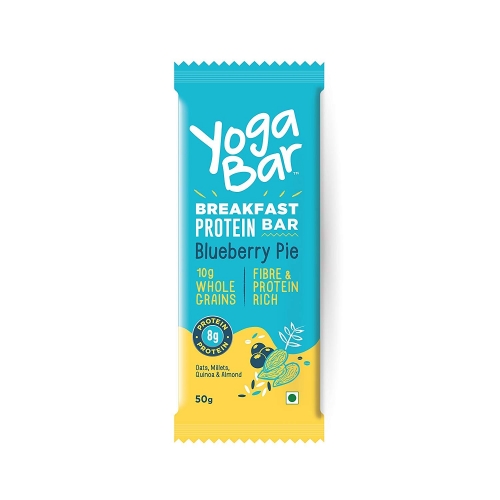 Yoga
Bar™
BREAKFAST
PROTEIN BAR
Blueberry Pie
10g
WHOLE
GRAINS
FIBRE &
PROTEIN
RICH
PROTEIN
8g
PROTEIN
Oats, Millets,
Quinoa & Almond
50g